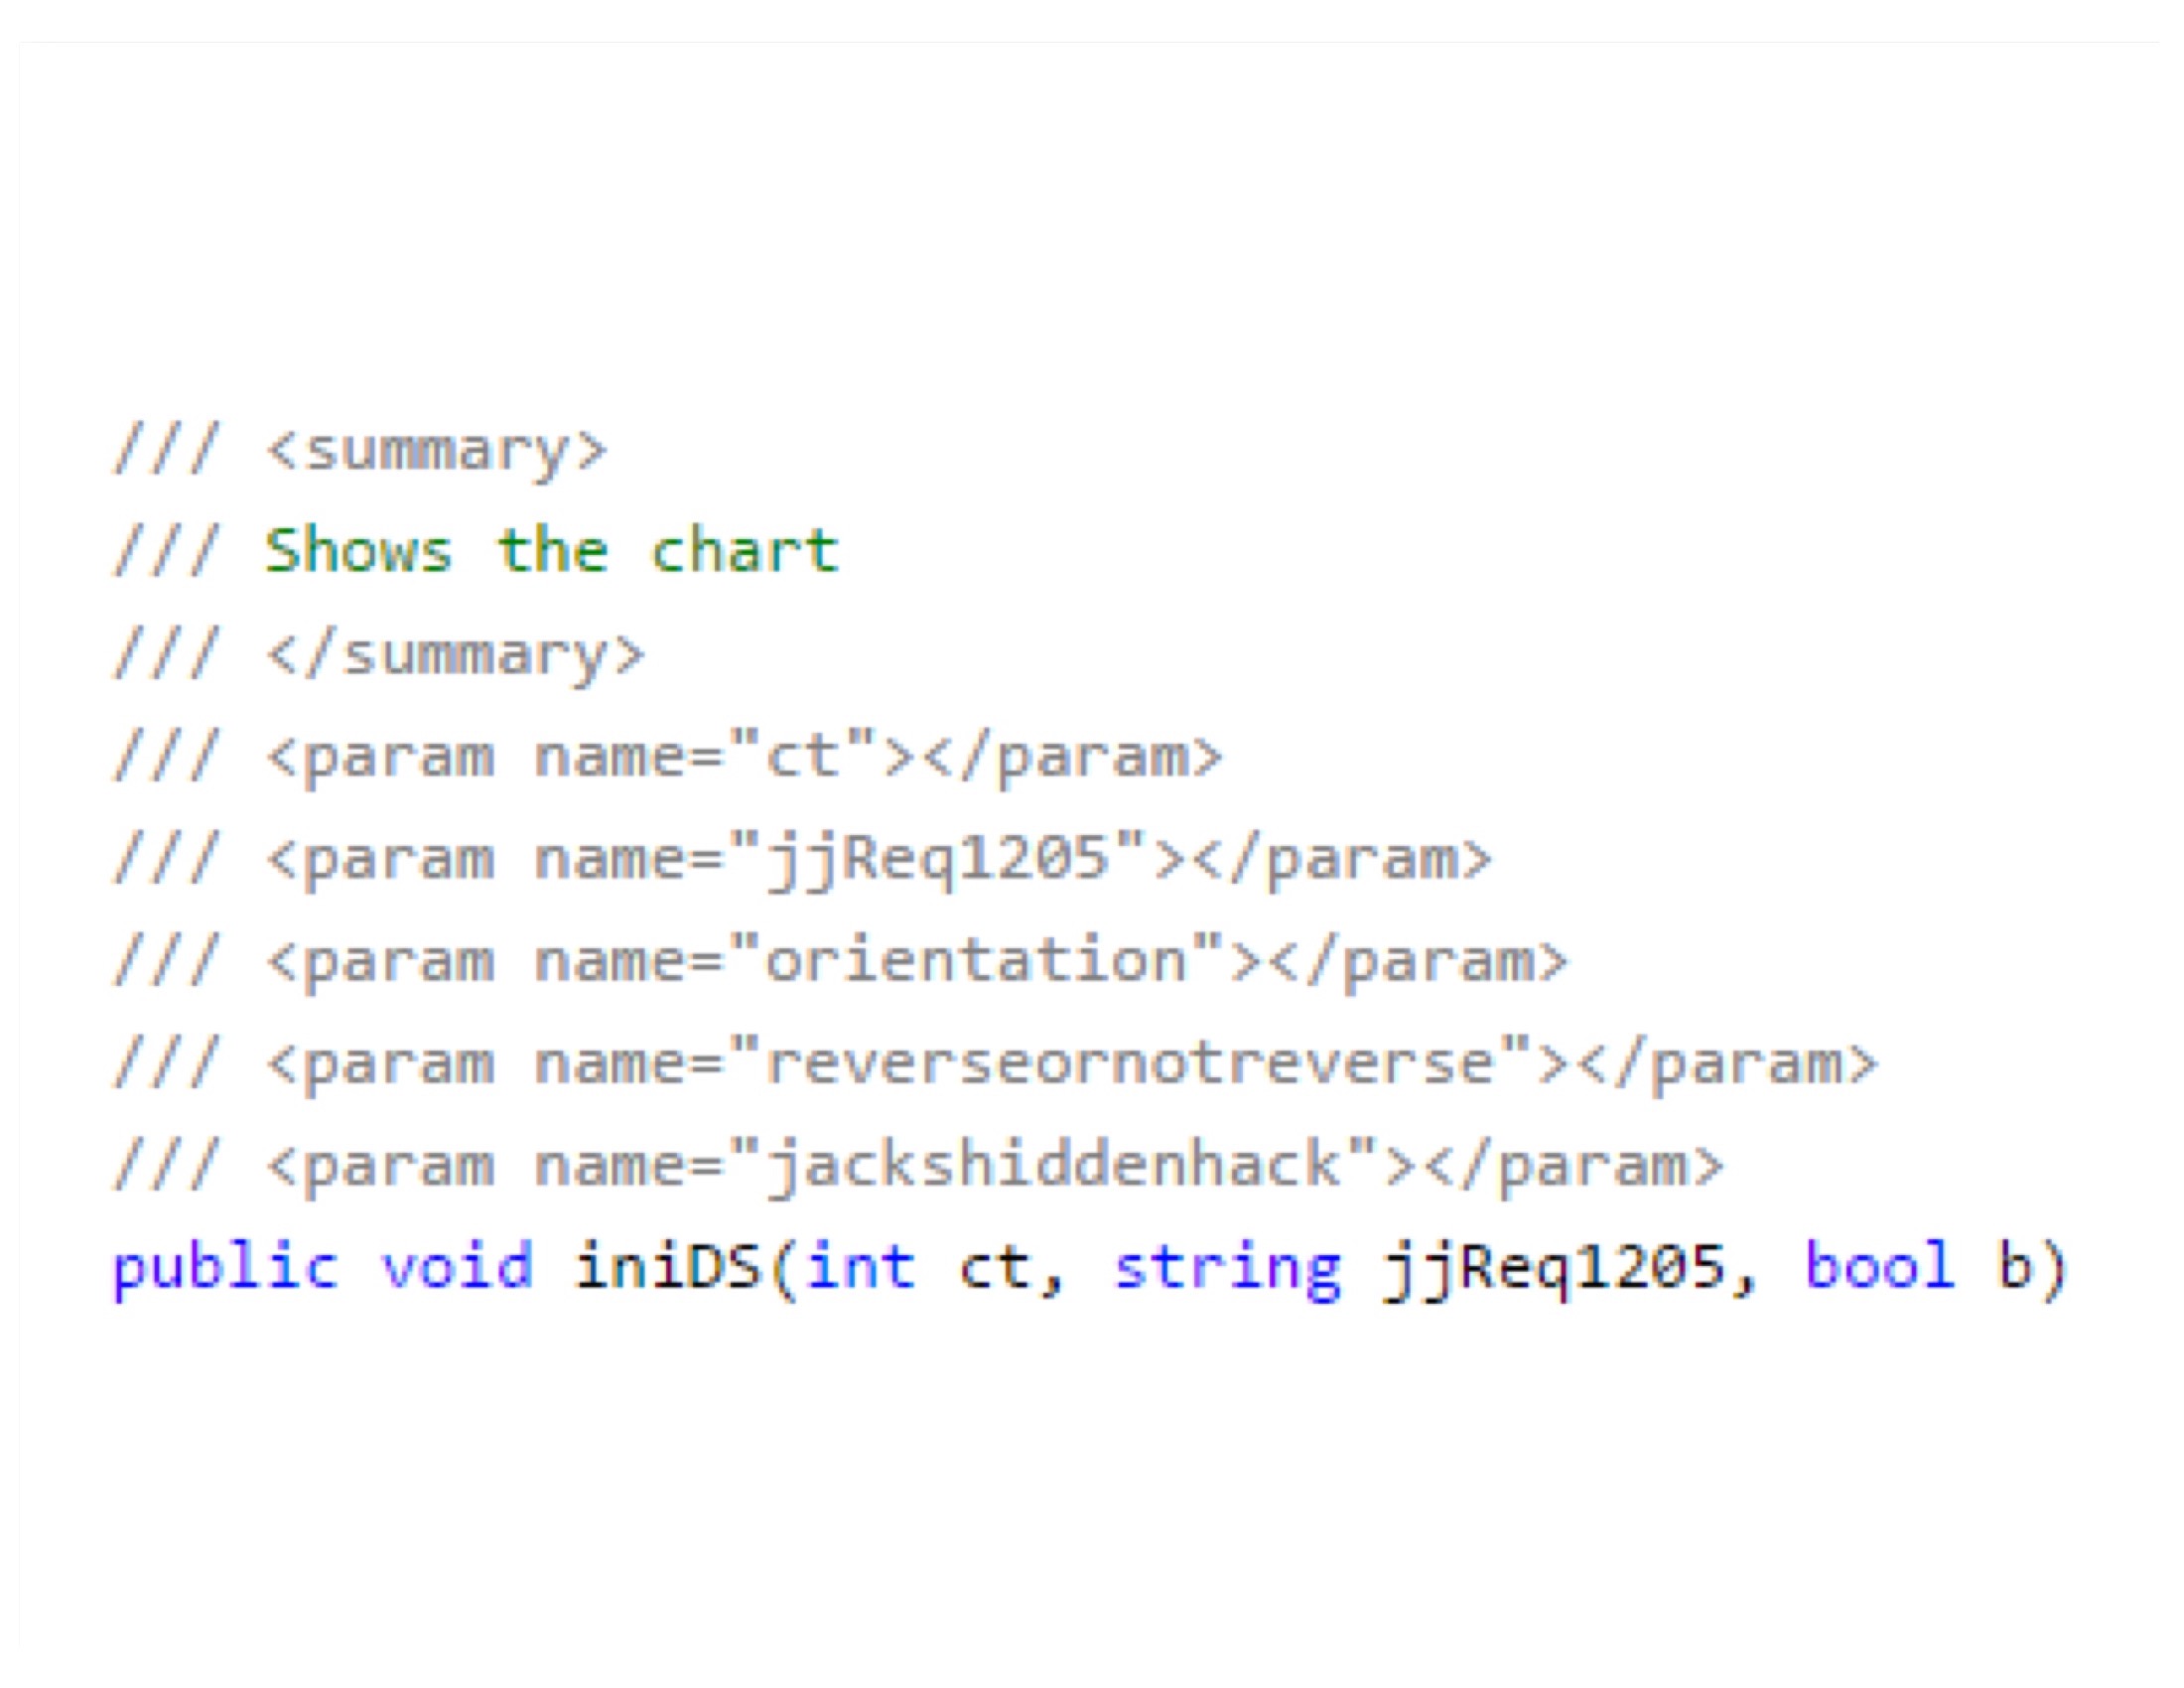 /// <summary>
/// Shows the chart
/// </summary>
/// <param name="ct"></param>
/// <param name="jjReq1205"></param>
/// <param name="orientation"></param>
/// <param name="reverseornotreverse"></param>
/// <param name="jackshiddenhack"></param>
public void iniDS(int ct, string jjReq1205, bool b)